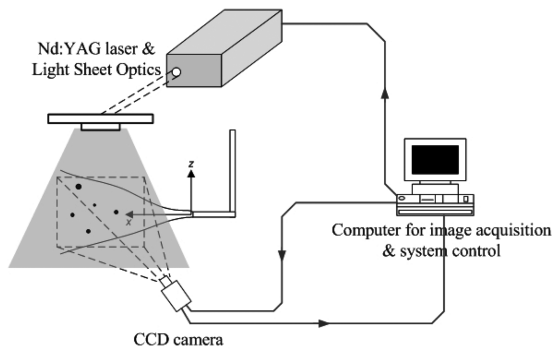 Nd:YAG laser &
Light Sheet Optics
z
x
Computer for image acquisition
& system control
CCD camera